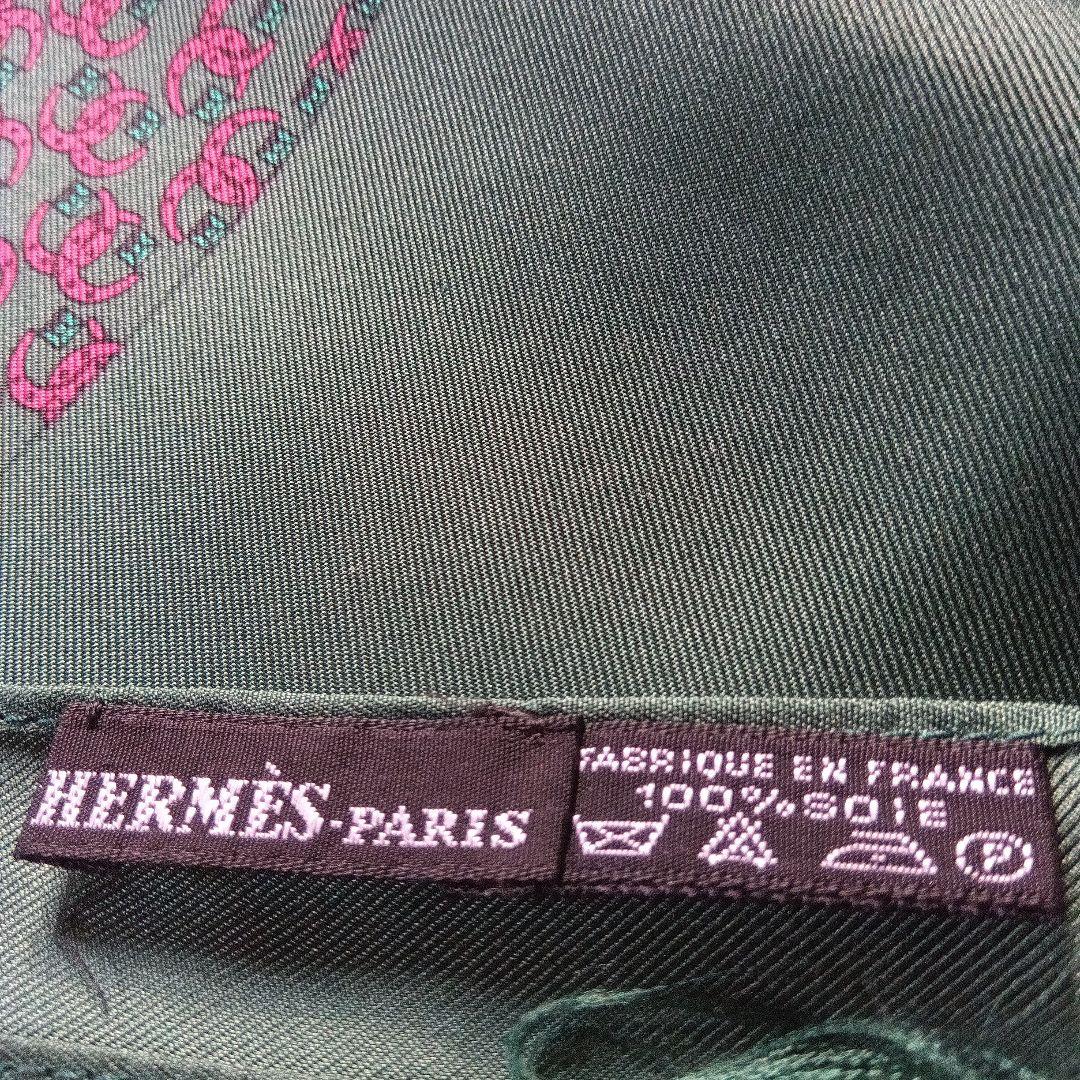 HERMÈS-PARIS
FABRIQUE EN FRANCE
100% SOIE
P